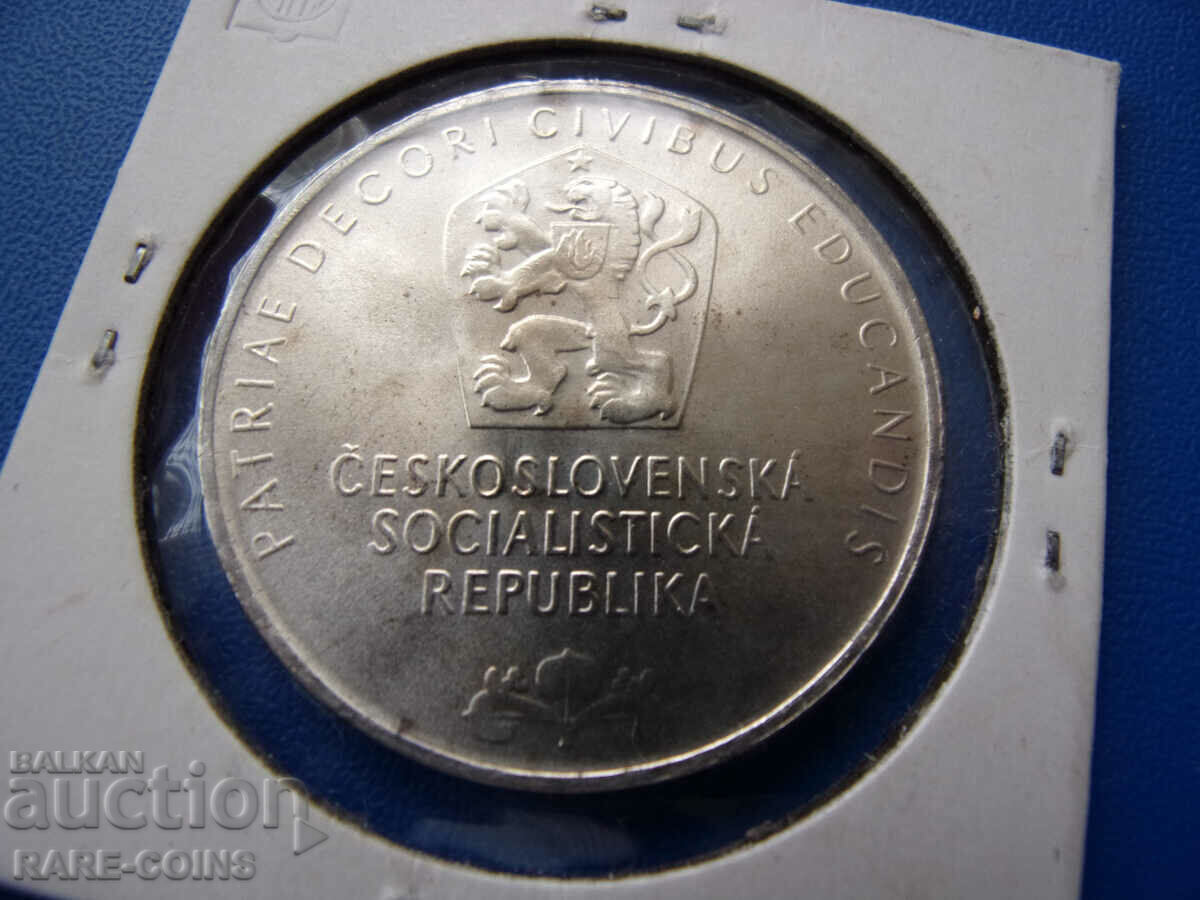 PATRIAE DECORI CIVIBUS EDUCANDIS
ČESKOSLOVENSKÁ
SOCIALISTICKÁ
REPUBLIKA
BALKAN
auction
RARE-COINS